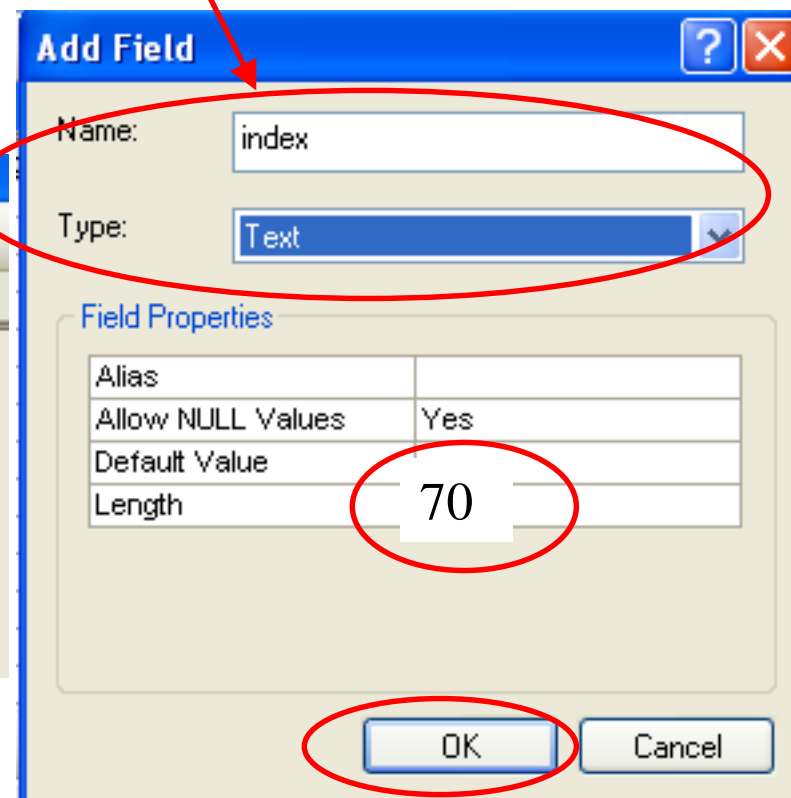 Add Field
Name: index
Type: Text
Field Properties
Alias
Allow NULL Values Yes
Default Value
Length 70
OK Cancel